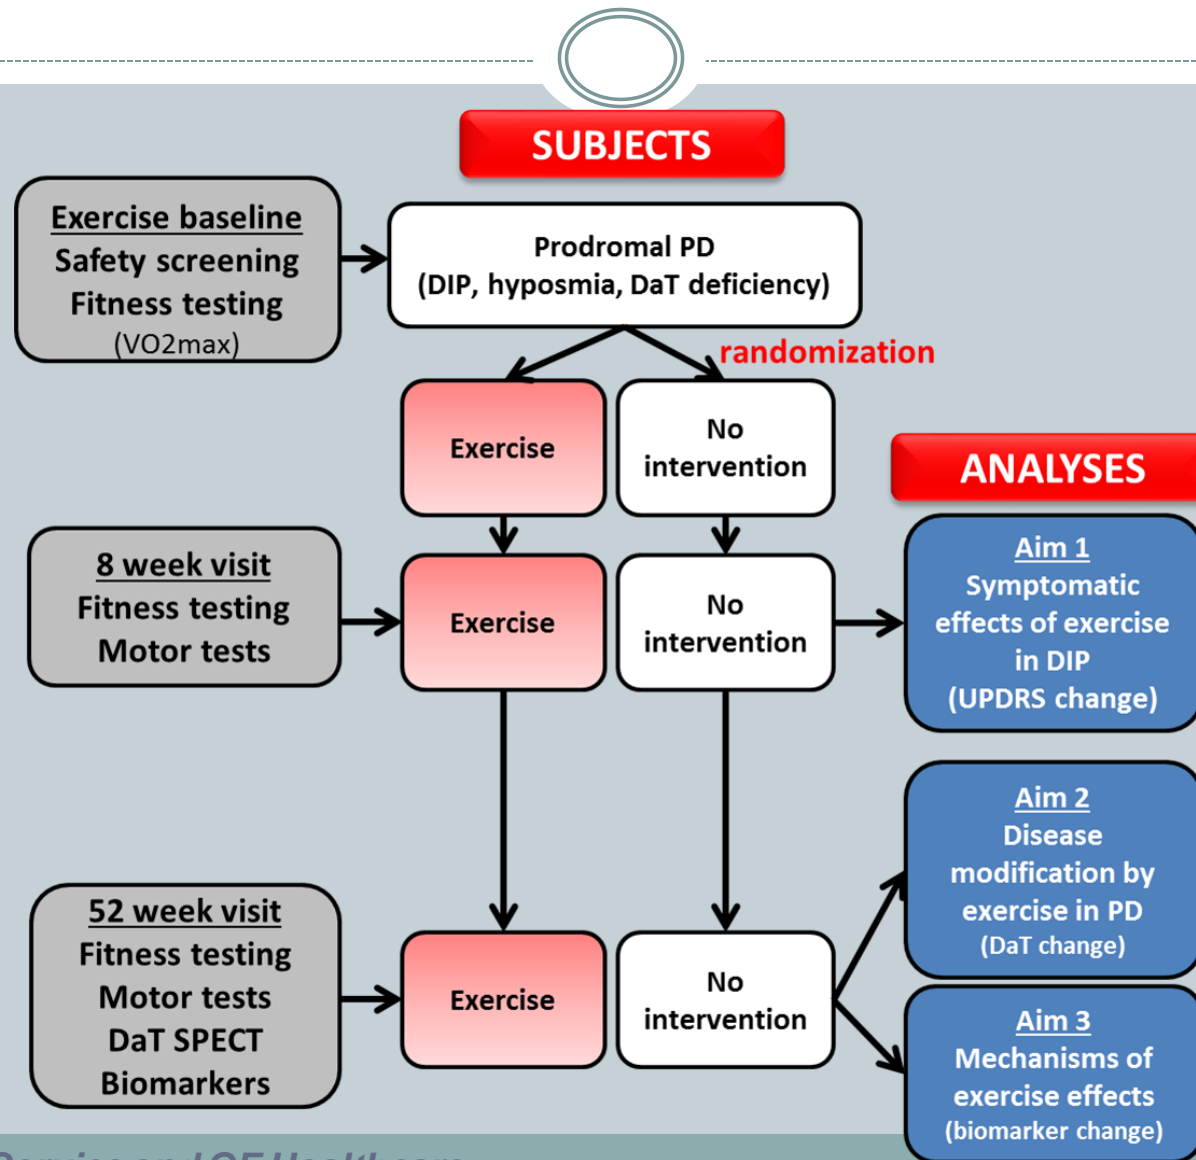 SUBJECTS
Exercise baseline
Safety screening
Fitness testing
(VO2max)
Prodromal PD
(DIP, hyposmia, DaT deficiency)
randomization
Exercise
No
intervention
ANALYSES
8 week visit
Fitness testing
Motor tests
Exercise
No
intervention
Aim 1
Symptomatic
effects of exercise
in DIP
(UPDRS change)
Aim 2
Disease
modification by
exercise in PD
(DaT change)
52 week visit
Fitness testing
Motor tests
DaT SPECT
Biomarkers
Exercise
No
intervention
Aim 3
Mechanisms of
exercise effects
(biomarker change)